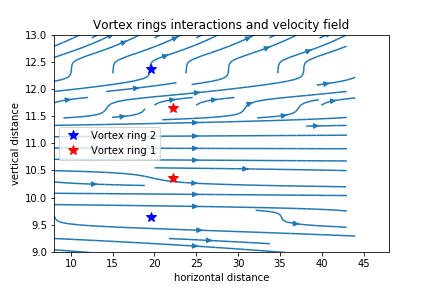 Vortex rings interactions and velocity field
13.0
12.5
12.0
11.5
11.0
10.5
10.0
9.5
9.0
vertical distance
Vortex ring 2
Vortex ring 1
10 15 20 25 30 35 40 45
horizontal distance